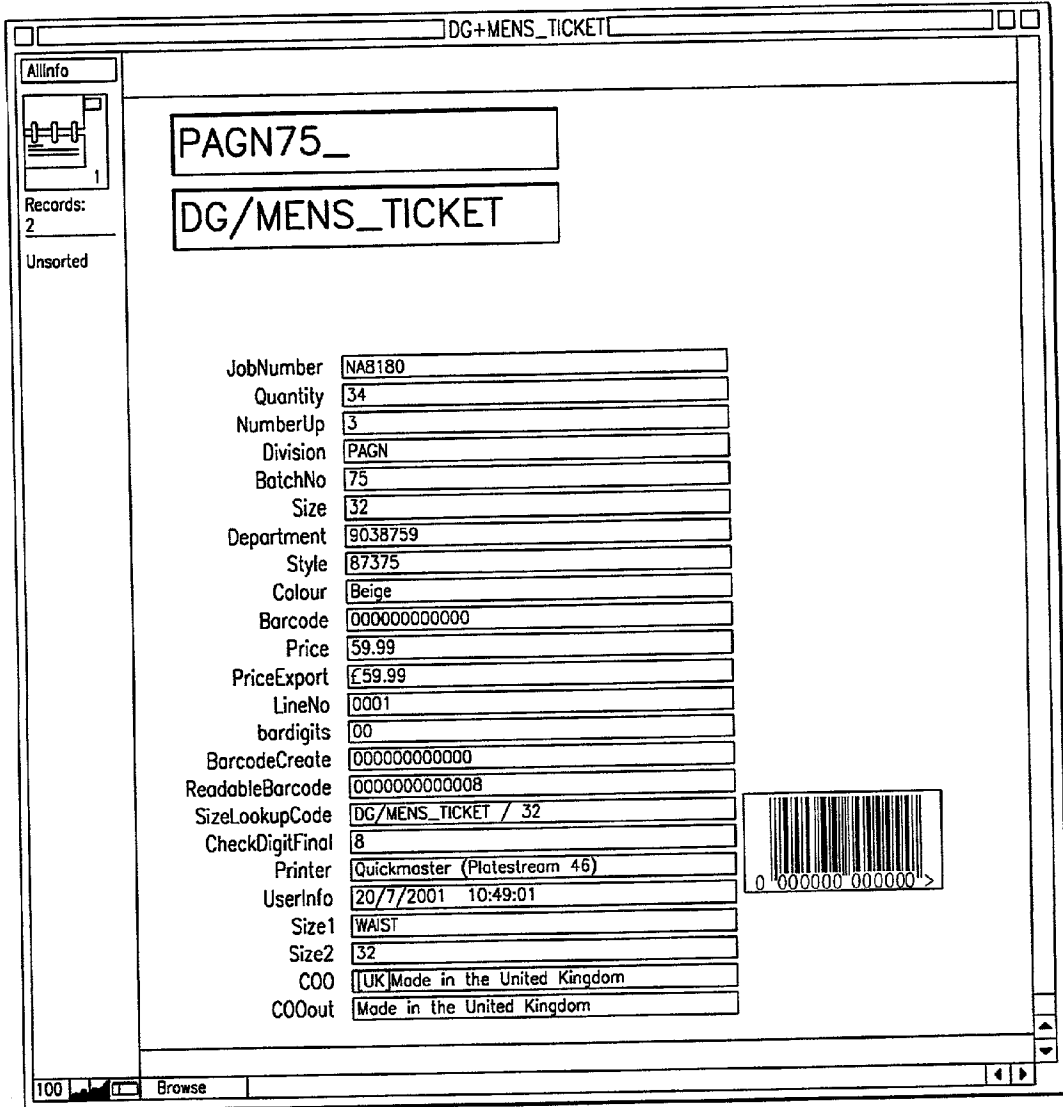 DG+MENS_TICKET
Allinfo
1
Records:
2
Unsorted
PAGN75_
DG/MENS_TICKET
JobNumber NA8180
Quantity 34
NumberUp 3
Division PAGN
BatchNo 75
Size 32
Department 9038759
Style 87375
Colour Beige
Barcode 000000000000
Price 59.99
PriceExport £59.99
LineNo 0001
bardigits 00
BarcodeCreate 000000000000
ReadableBarcode 0000000000008
SizeLookupCode DG/MENS_TICKET / 32
CheckDigitFinal 8
Printer Quickmaster (Platestream 46)
UserInfo 20/7/2001 10:49:01
Size1 WAIST
Size2 32
COO [[UK]Made in the United Kingdom
COOout Made in the United Kingdom
0 000000 000000 >
100 Browse